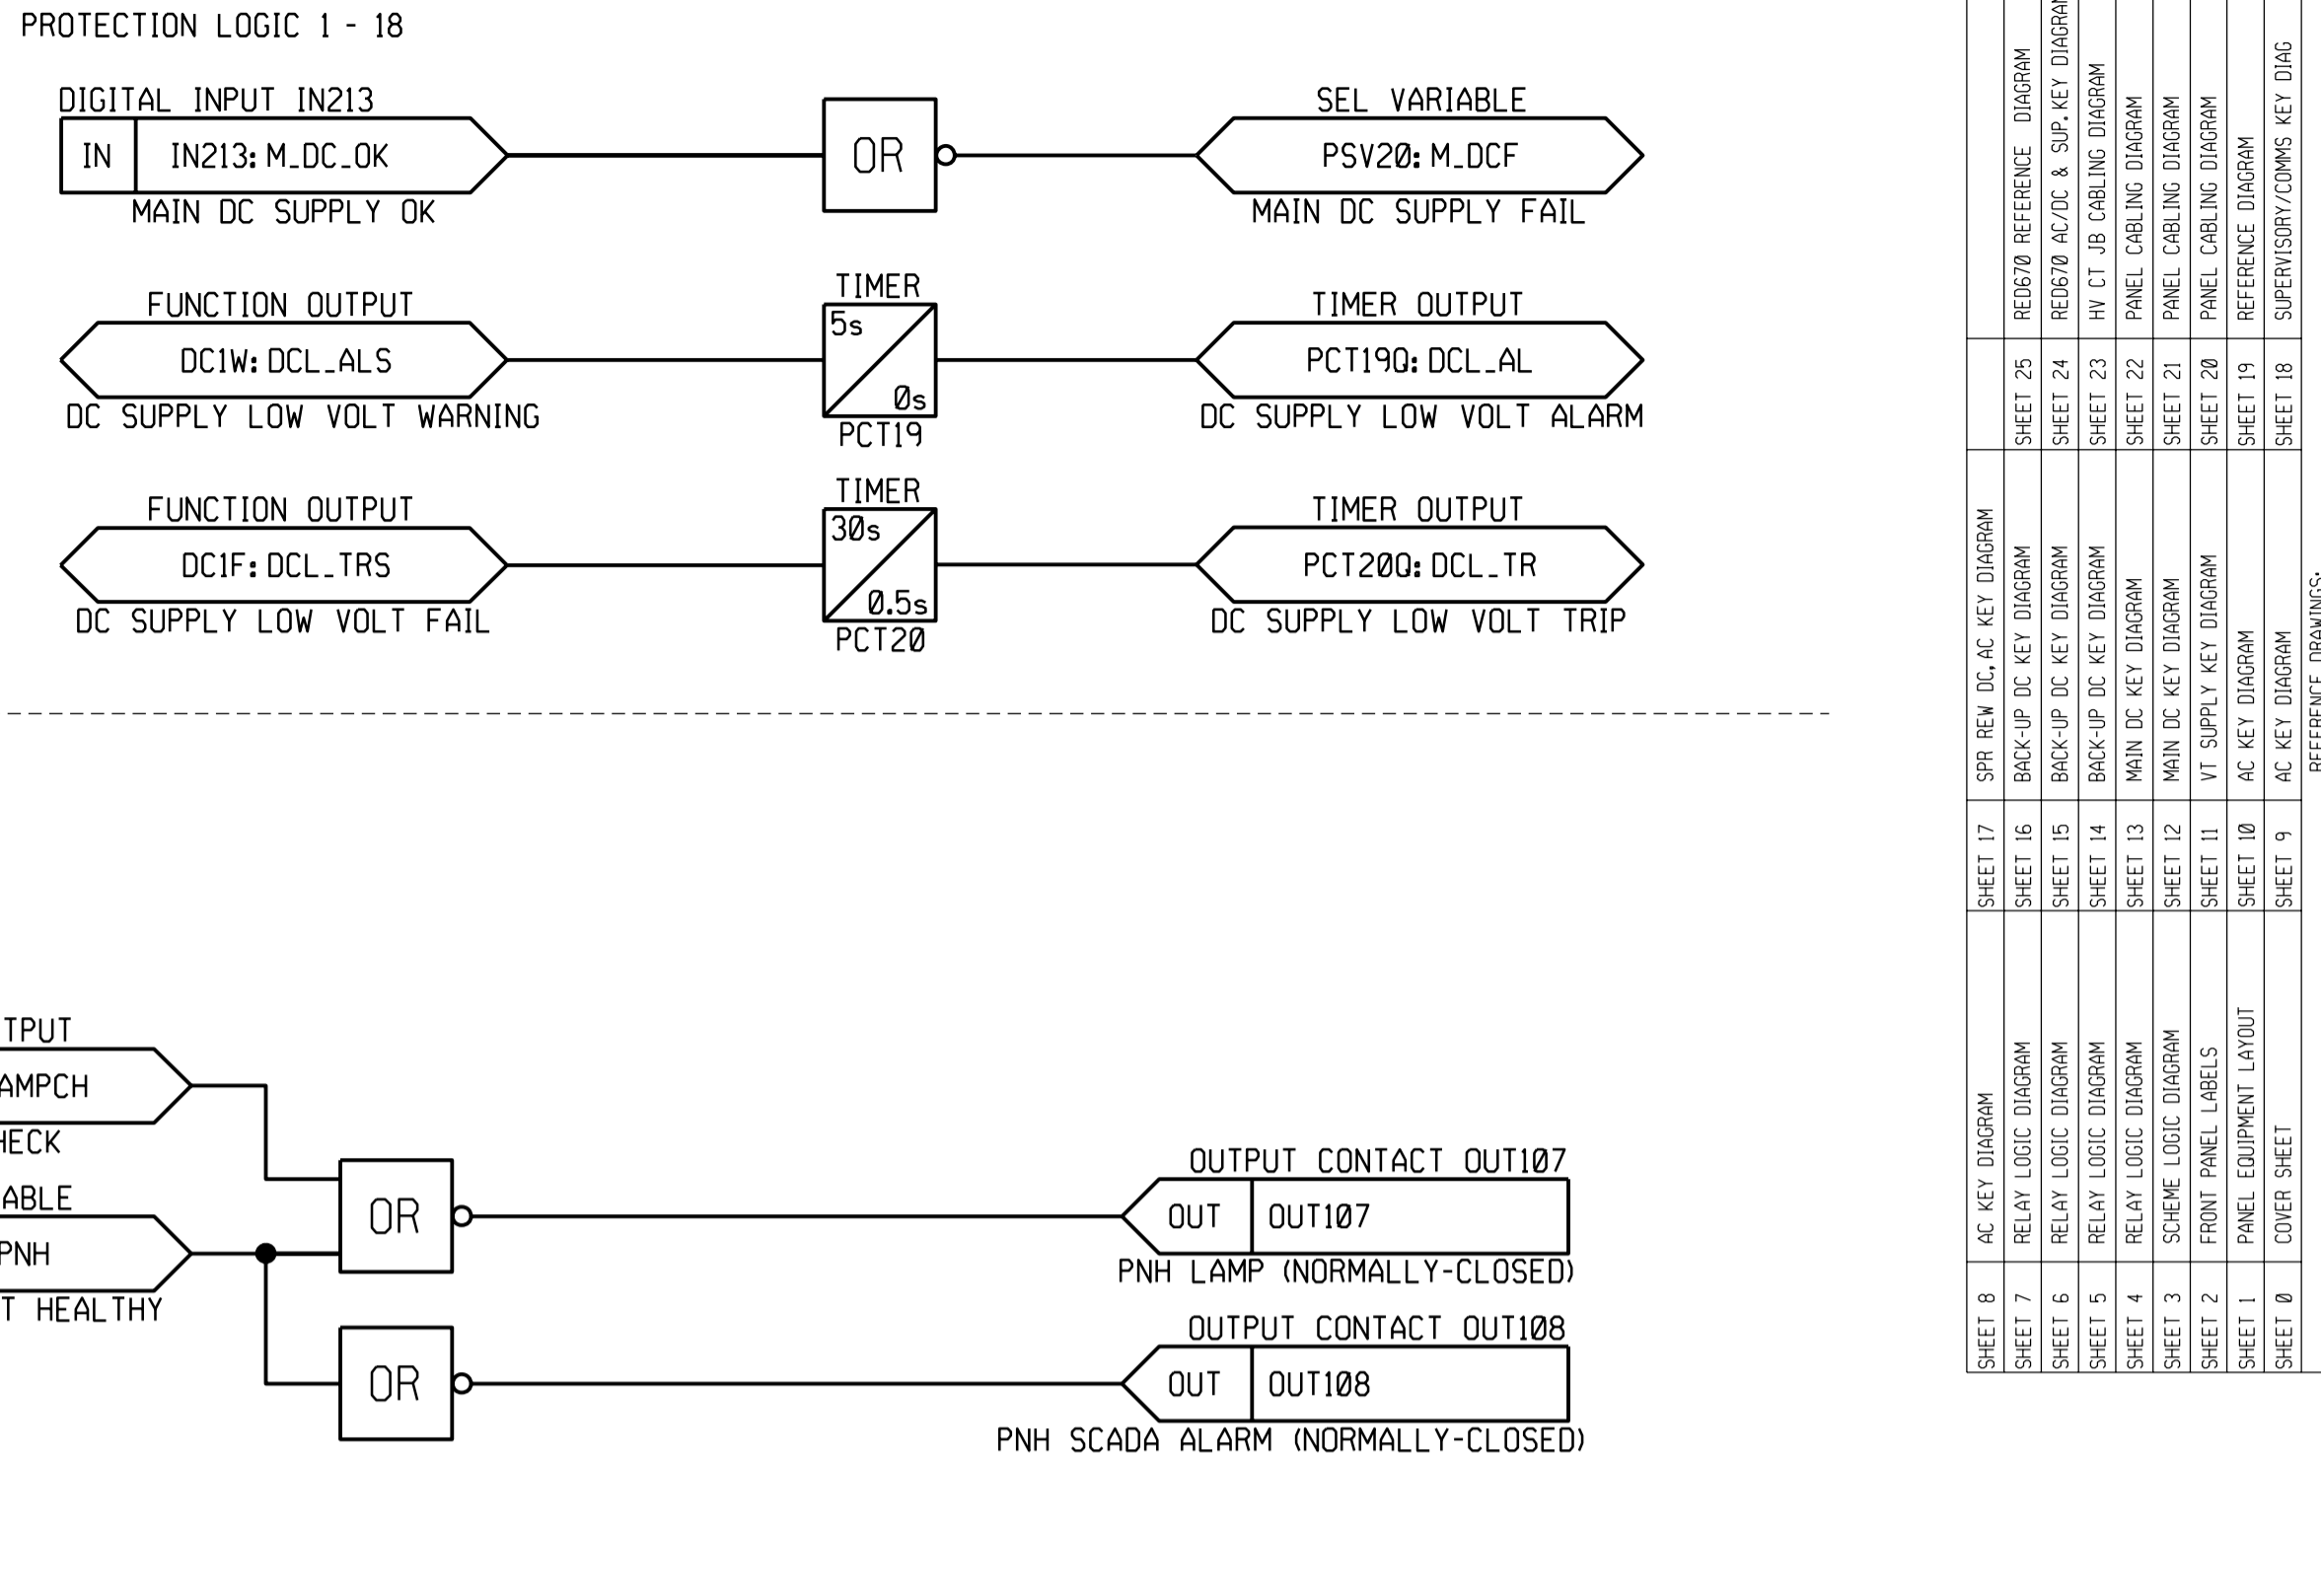 PROTECTION LOGIC 1 - 18
DIGITAL INPUT IN213
IN
IN213: M_DC_OK
MAIN DC SUPPLY OK
OR
SEL VARIABLE
PSV20: M_DCF
MAIN DC SUPPLY FAIL
FUNCTION OUTPUT
DC1W: DCL_ALS
DC SUPPLY LOW VOLT WARNING
TIMER
5s
0s
PCT19
TIMER OUTPUT
PCT19Q: DCL_AL
DC SUPPLY LOW VOLT ALARM
FUNCTION OUTPUT
DC1F: DCL_TRS
DC SUPPLY LOW VOLT FAIL
TIMER
30s
0.5s
PCT20
TIMER OUTPUT
PCT20Q: DCL_TR
DC SUPPLY LOW VOLT TRIP
TPUT
AMPCH
HECK
ABLE
PNH
T HEALTHY
OR
OUTPUT CONTACT OUT107
OUT
OUT107
PNH LAMP (NORMALLY-CLOSED)
OR
OUTPUT CONTACT OUT108
OUT
OUT108
PNH SCADA ALARM (NORMALLY-CLOSED)
SHEET 8 AC KEY DIAGRAM SHEET 17 SPR REW DC,AC KEY DIAGRAM
SHEET 7 RELAY LOGIC DIAGRAM SHEET 16 BACK-UP DC KEY DIAGRAM SHEET 25 RED670 REFERENCE DIAGRAM
SHEET 6 RELAY LOGIC DIAGRAM SHEET 15 BACK-UP DC KEY DIAGRAM SHEET 24 RED670 AC/DC & SUP.KEY DIAGRAM
SHEET 5 RELAY LOGIC DIAGRAM SHEET 14 BACK-UP DC KEY DIAGRAM SHEET 23 HV CT JB CABLING DIAGRAM
SHEET 4 RELAY LOGIC DIAGRAM SHEET 13 MAIN DC KEY DIAGRAM SHEET 22 PANEL CABLING DIAGRAM
SHEET 3 SCHEME LOGIC DIAGRAM SHEET 12 MAIN DC KEY DIAGRAM SHEET 21 PANEL CABLING DIAGRAM
SHEET 2 FRONT PANEL LABELS SHEET 11 VT SUPPLY KEY DIAGRAM SHEET 20 PANEL CABLING DIAGRAM
SHEET 1 PANEL EQUIPMENT LAYOUT SHEET 10 AC KEY DIAGRAM SHEET 19 REFERENCE DIAGRAM
SHEET 0 COVER SHEET SHEET 9 AC KEY DIAGRAM SHEET 18 SUPERVISORY/COMMS KEY DIAG
REFERENCE DRAWINGS: